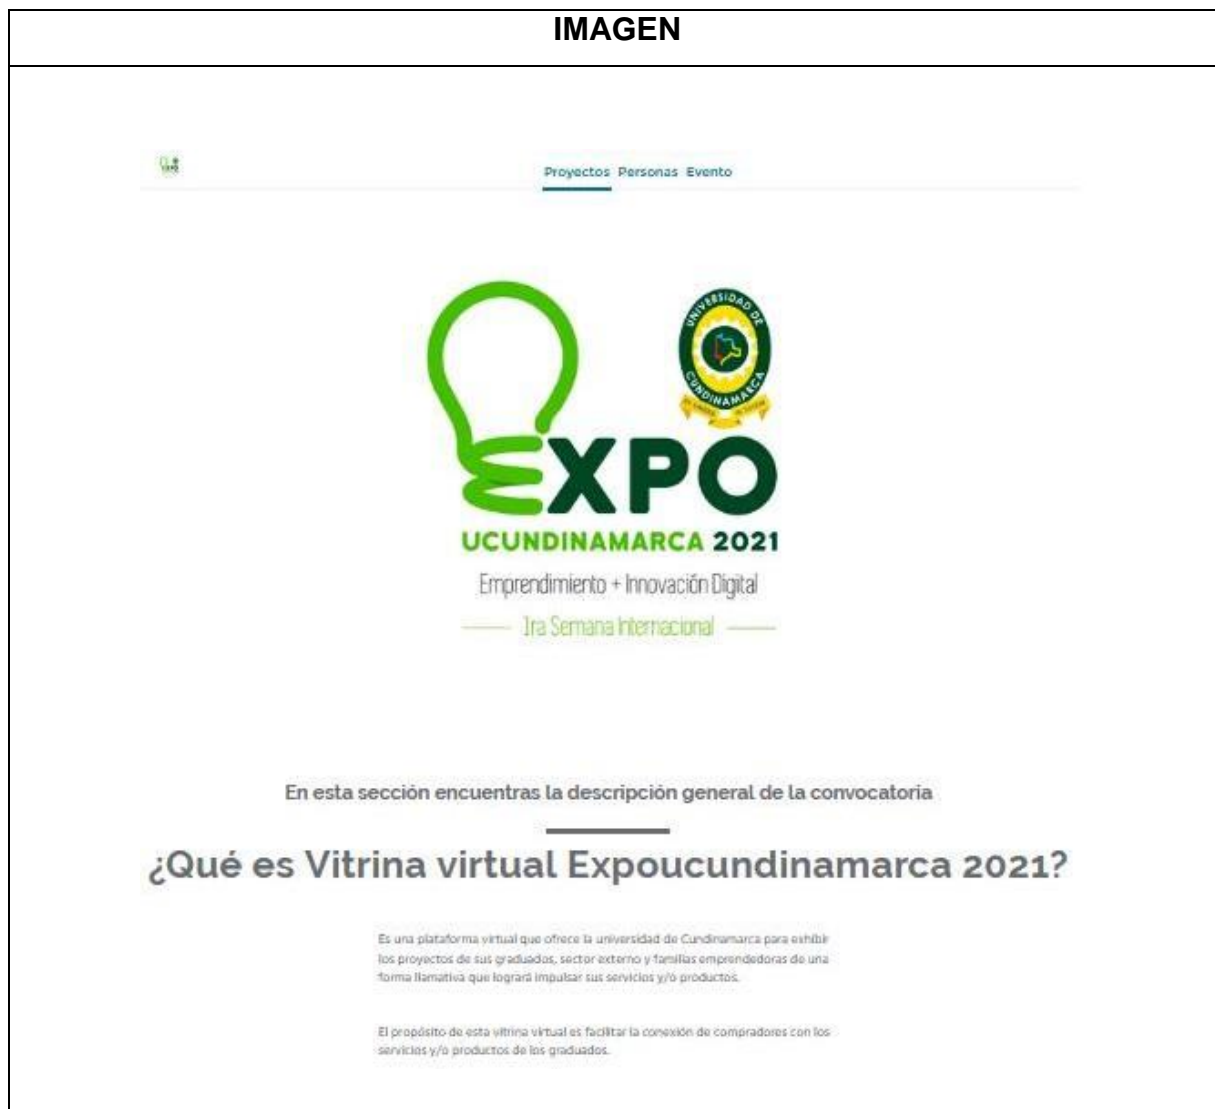 IMAGEN
EXPO
Proyectos Personas Evento
UNIVERSIDAD DE
CUNDINAMARCA
EXPO
UCUNDINAMARCA 2021
Emprendimiento + Innovación Digital
1ra Semana Internacional
En esta sección encuentras la descripción general de la convocatoria
¿Qué es Vitrina virtual Expoucundinamarca 2021?
Es una plataforma virtual que ofrece la universidad de Cundinamarca para exhibir
los proyectos de sus graduados, sector externo y familias emprendedoras de una
forma llamativa que logrará impulsar sus servicios y/o productos.
El propósito de esta vitrina virtual es facilitar la conexión de compradores con los
servicios y/o productos de los graduados.